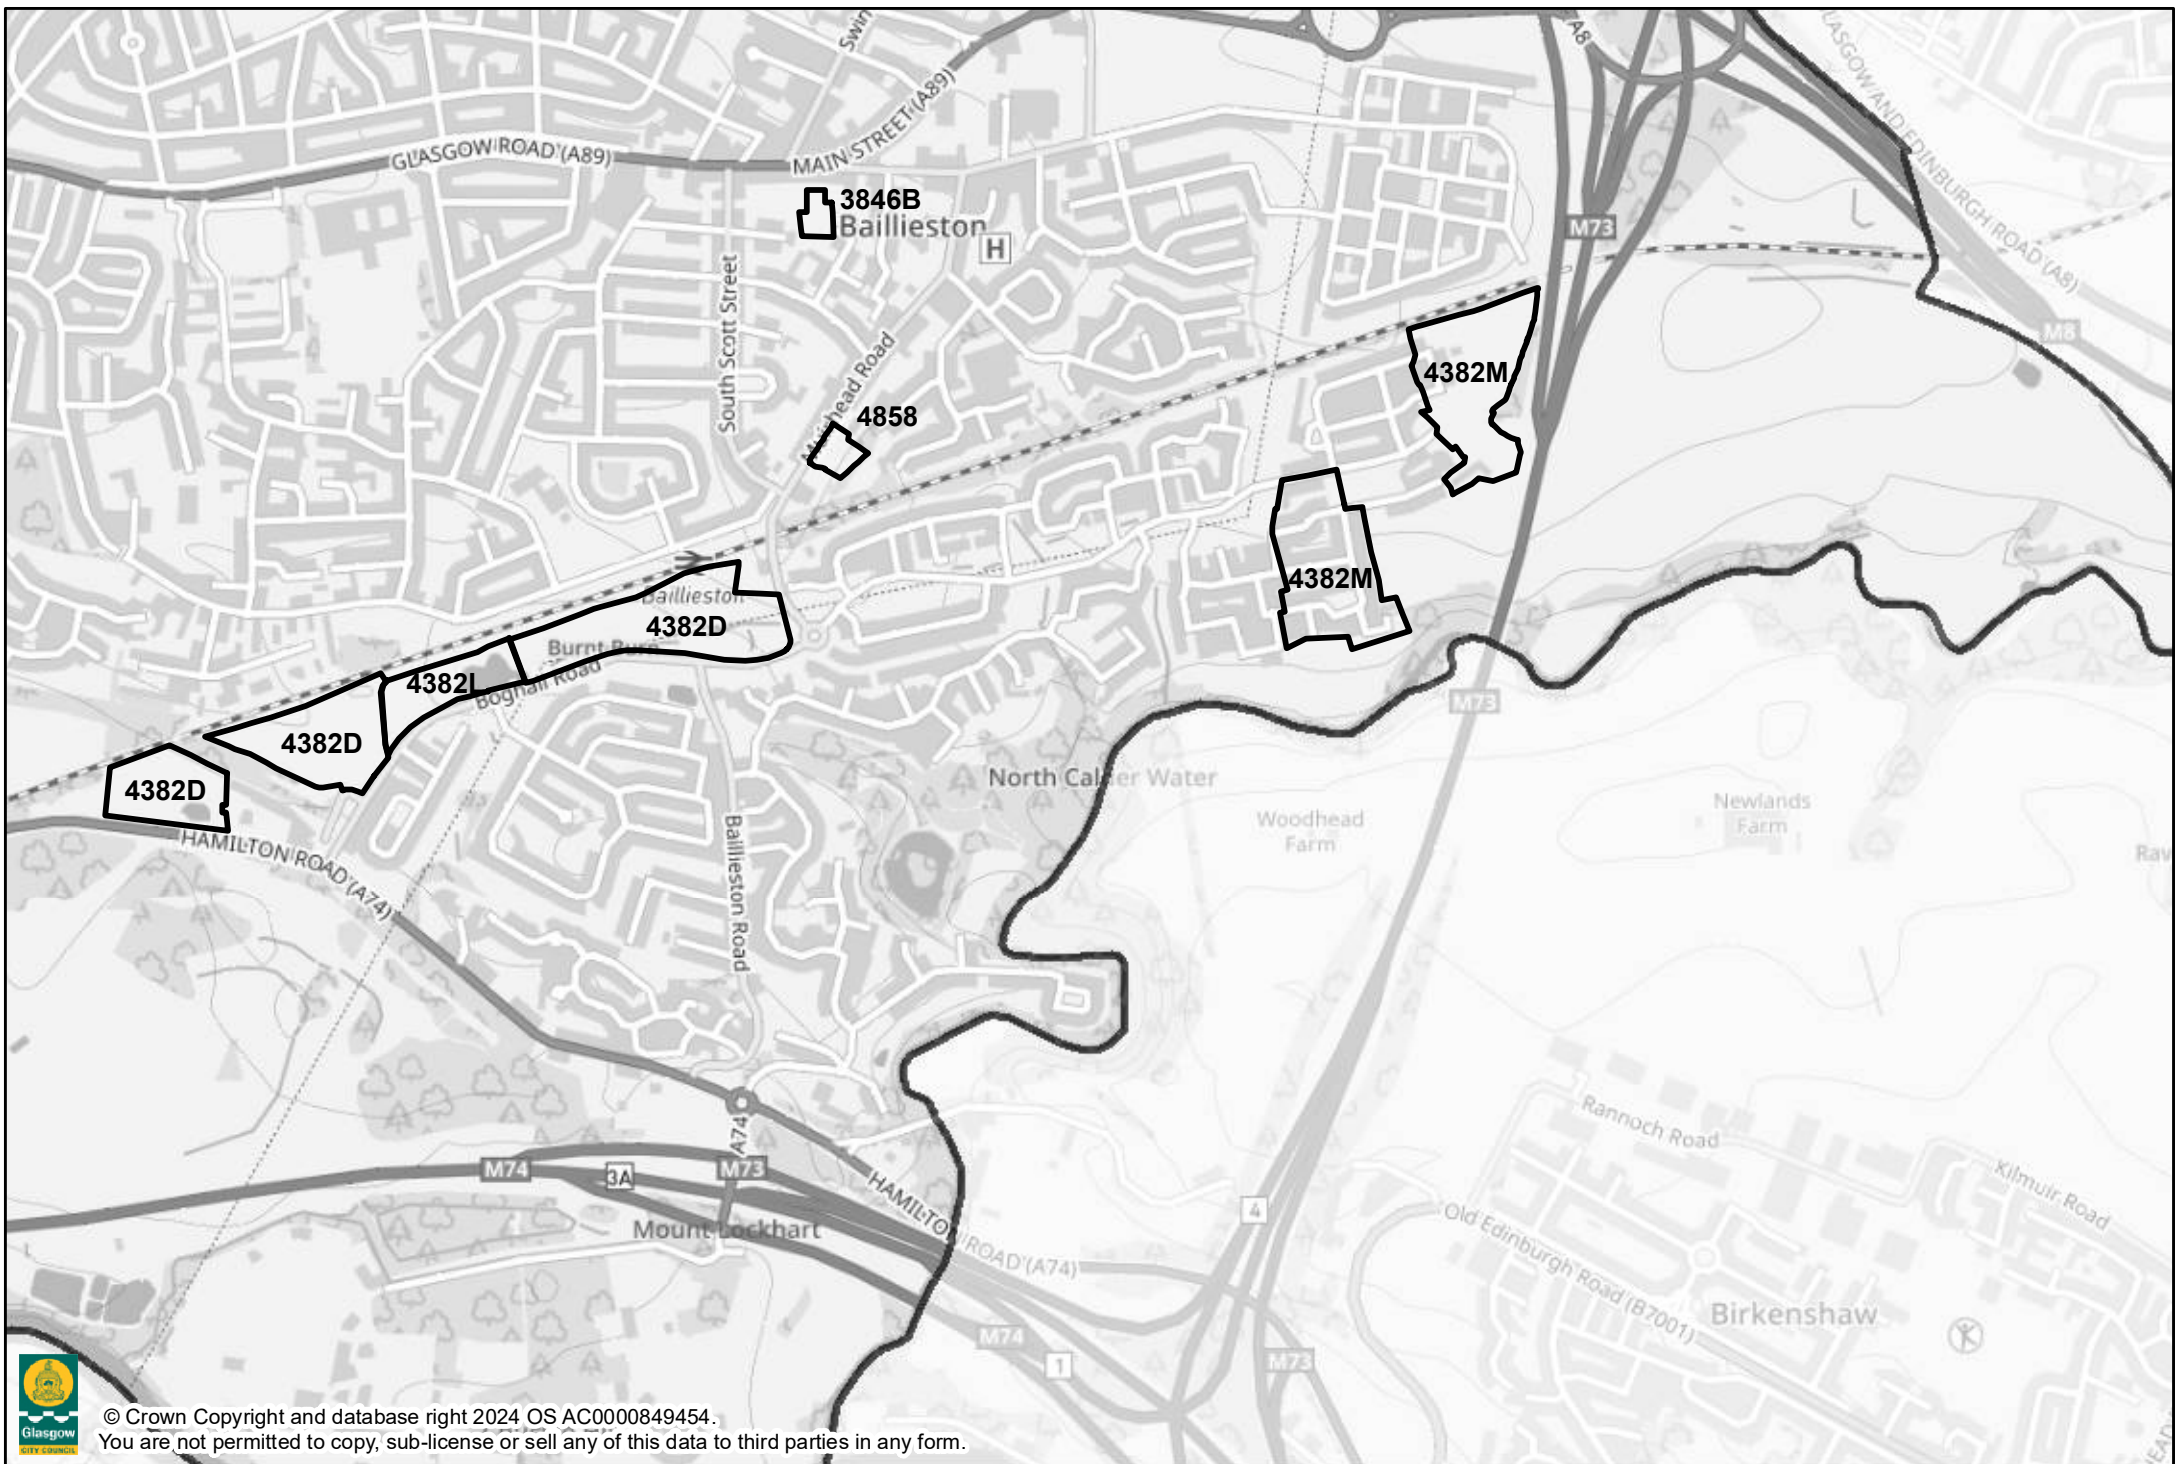 Swin
(A8
GLASGOW AND EDINBURGH ROAD (A8)
MAIN STREET (A89)
GLASGOW ROAD (A89)
3846B
Baillieston
H
M73
M8
South Scott Street
Muirhead Road
4382M
4858
4382M
Baillieston
4382D
Burnt Burn
Boghall Road
4382L
4382D
4382D
M73
North Calder Water
HAMILTON ROAD (A74)
Baillieston Road
Woodhead
Farm
Newlands
Farm
Rav
A74
M74
3A
M73
HAMILTON ROAD (A74)
Mount Lockhart
4
Rannoch Road
Kilmuir Road
Old Edinburgh Road (B7001)
Birkenshaw
M74
1
M73
Glasgow
CITY COUNCIL
© Crown Copyright and database right 2024 OS AC0000849454.
You are not permitted to copy, sub-license or sell any of this data to third parties in any form.